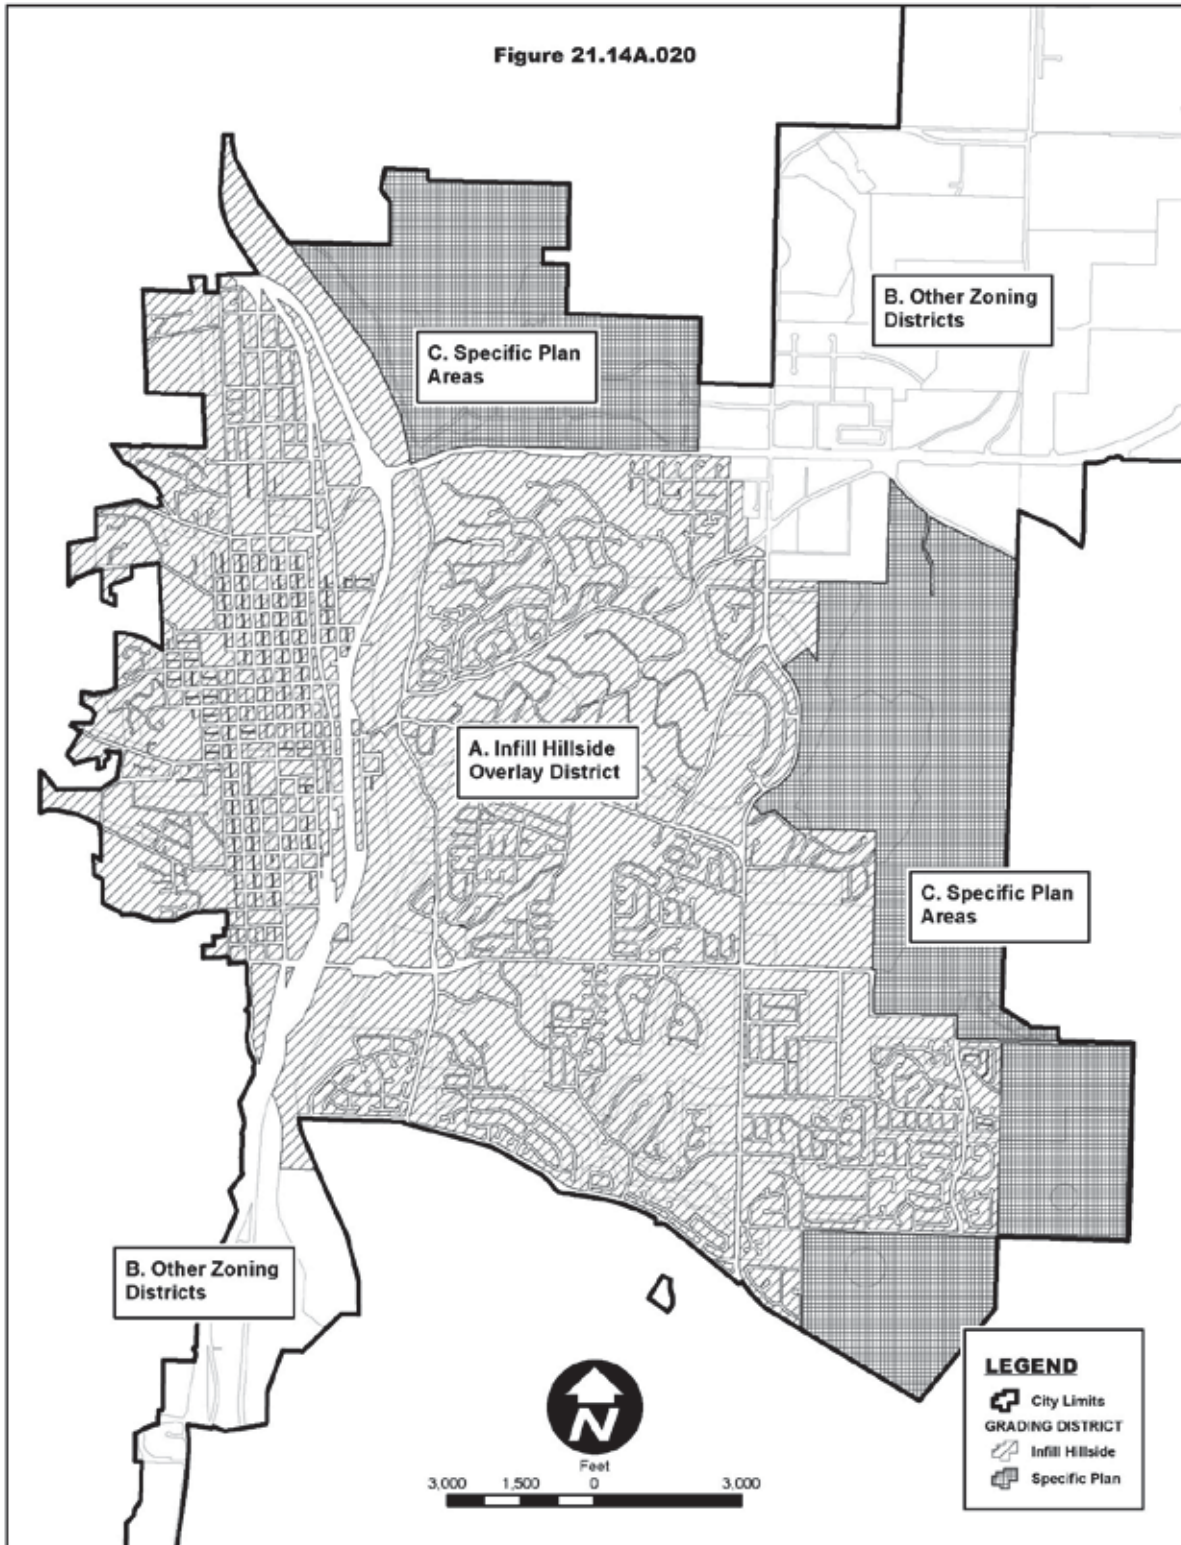 Figure 21.14A.020
B. Other Zoning
Districts
C. Specific Plan
Areas
A. Infill Hillside
Overlay District
C. Specific Plan
Areas
B. Other Zoning
Districts
N
Feet
3,000 1,500 0 3,000
LEGEND
City Limits
GRADING DISTRICT
Infill Hillside
Specific Plan